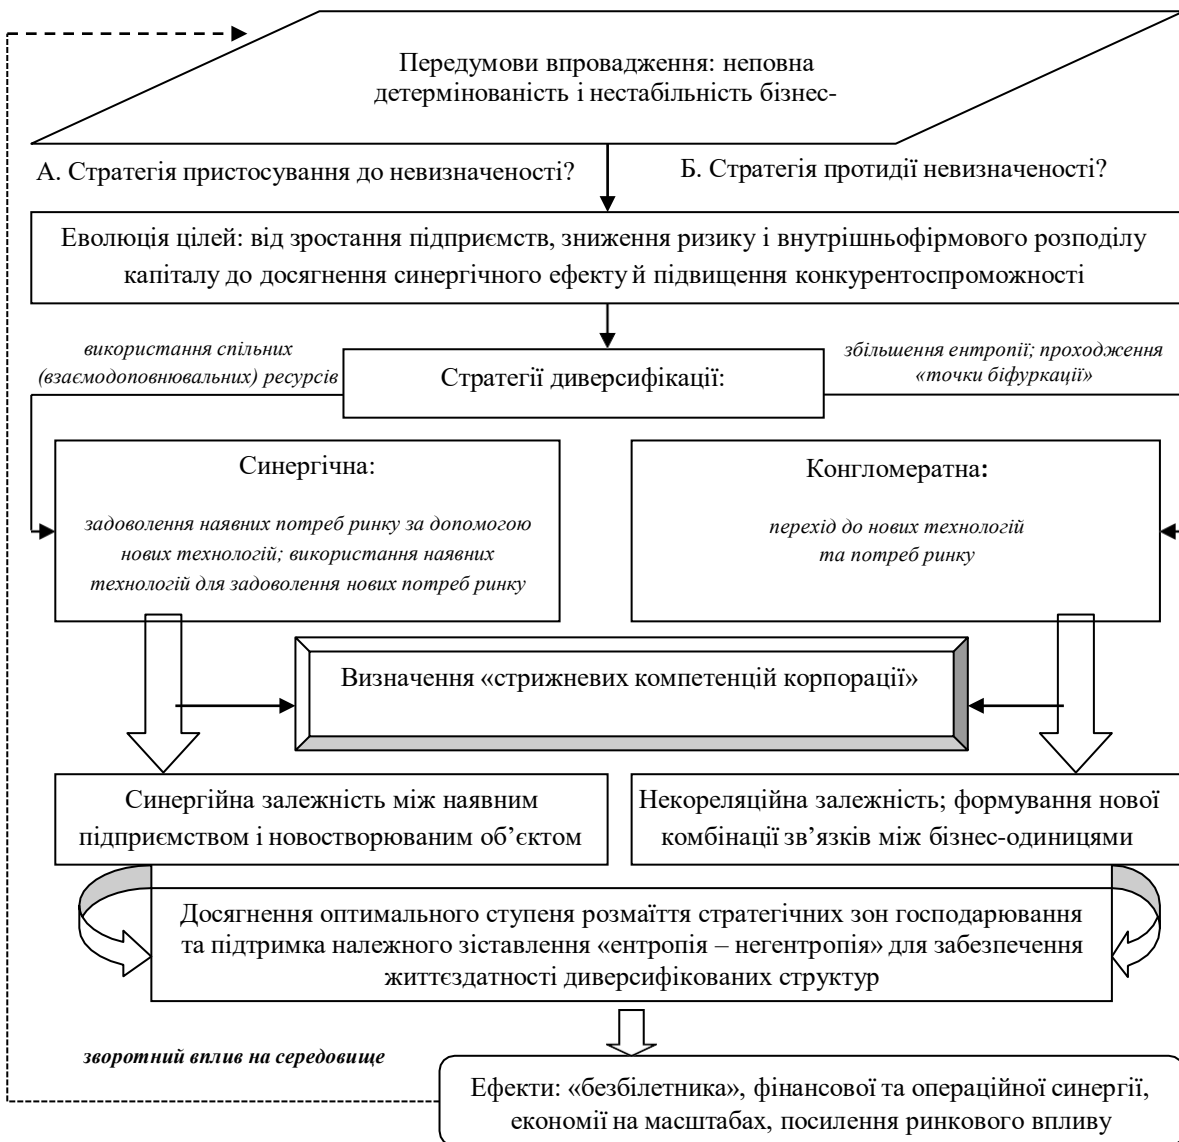 Передумови впровадження: неповна
детермінованість і нестабільність бізнес-
А. Стратегія пристосування до невизначеності?
Б. Стратегія протидії невизначеності?
Еволюція цілей: від зростання підприємств, зниження ризику і внутрішньофірмового розподілу
капіталу до досягнення синергічного ефекту й підвищення конкурентоспроможності
використання спільних
(взаємодоповнювальних) ресурсів
Стратегії диверсифікації:
збільшення ентропії; проходження
«точки біфуркації»
Синергічна:
задоволення наявних потреб ринку за допомогою
нових технологій; використання наявних
технологій для задоволення нових потреб ринку
Конгломератна:
перехід до нових технологій
та потреб ринку
Визначення «стрижневих компетенцій корпорації»
Синергійна залежність між наявним
підприємством і новостворюваним об’єктом
Некореляційна залежність; формування нової
комбінації зв’язків між бізнес-одиницями
Досягнення оптимального ступеня розмаїття стратегічних зон господарювання
та підтримка належного зіставлення «ентропія – негентропія» для забезпечення
життєздатності диверсифікованих структур
зворотний вплив на середовище
Ефекти: «безбілетника», фінансової та операційної синергії,
економії на масштабах, посилення ринкового впливу